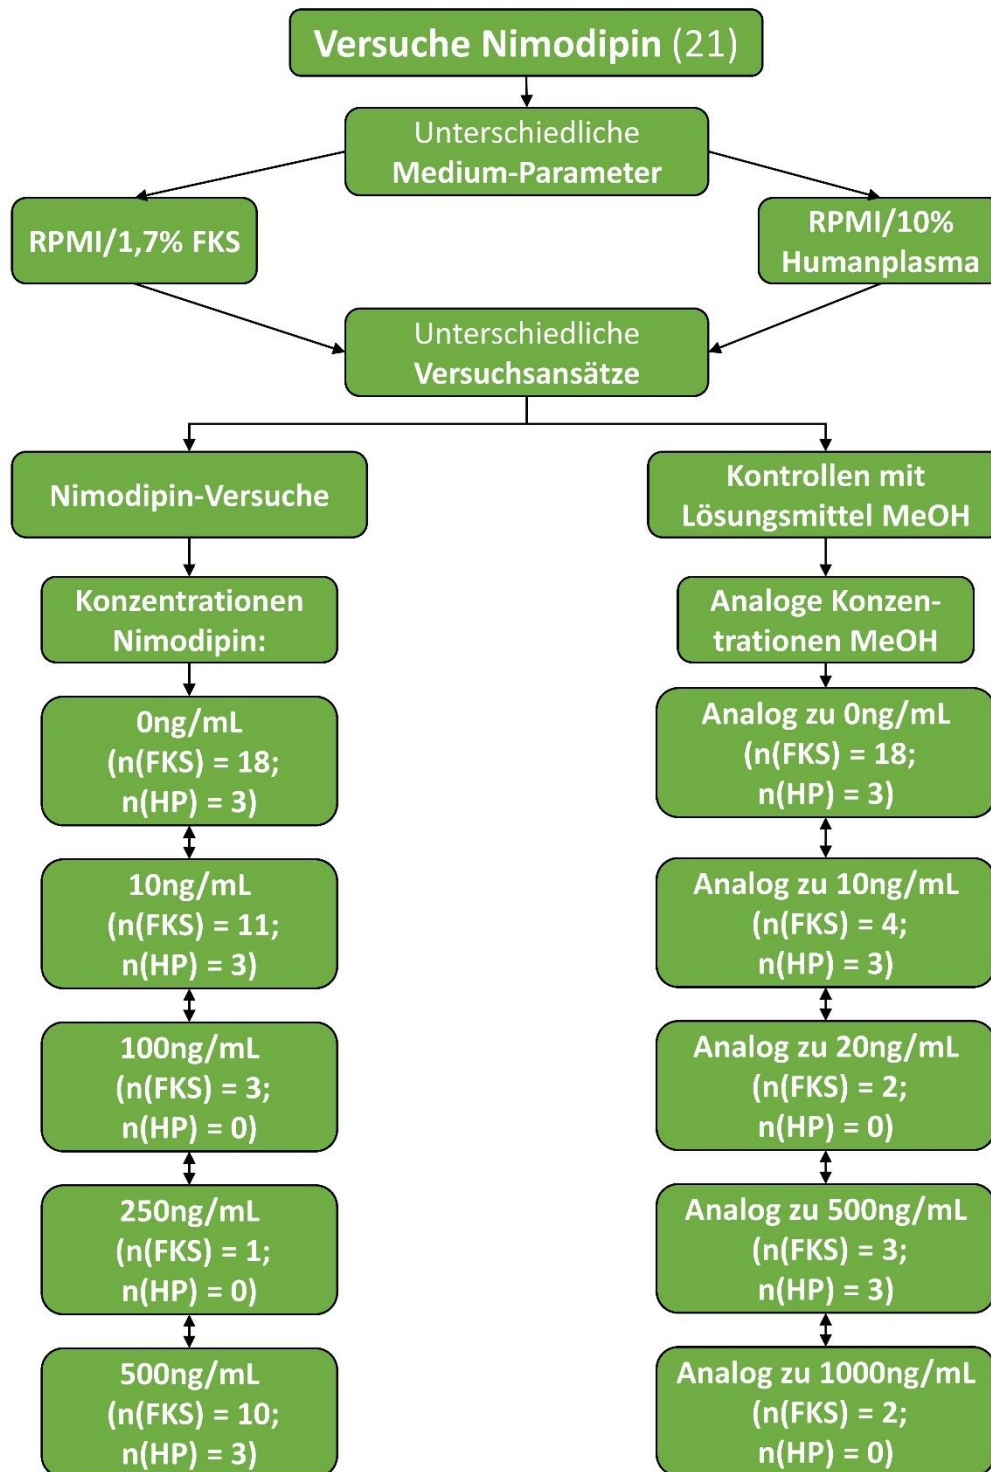 Versuche Nimodipin (21)
Unterschiedliche
Medium-Parameter
RPMI/1,7% FKS
RPMI/10%
Humanplasma
Unterschiedliche
Versuchsansätze
Nimodipin-Versuche
Konzentrationen
Nimodipin:
0ng/mL
(n(FKS) = 18;
n(HP) = 3)
10ng/mL
(n(FKS) = 11;
n(HP) = 3)
100ng/mL
(n(FKS) = 3;
n(HP) = 0)
250ng/mL
(n(FKS) = 1;
n(HP) = 0)
500ng/mL
(n(FKS) = 10;
n(HP) = 3)
Kontrollen mit
Lösungsmittel MeOH
Analoge Konzen-
trationen MeOH
Analog zu 0ng/mL
(n(FKS) = 18;
n(HP) = 3)
Analog zu 10ng/mL
(n(FKS) = 4;
n(HP) = 3)
Analog zu 20ng/mL
(n(FKS) = 2;
n(HP) = 0)
Analog zu 500ng/mL
(n(FKS) = 3;
n(HP) = 3)
Analog zu 1000ng/mL
(n(FKS) = 2;
n(HP) = 0)